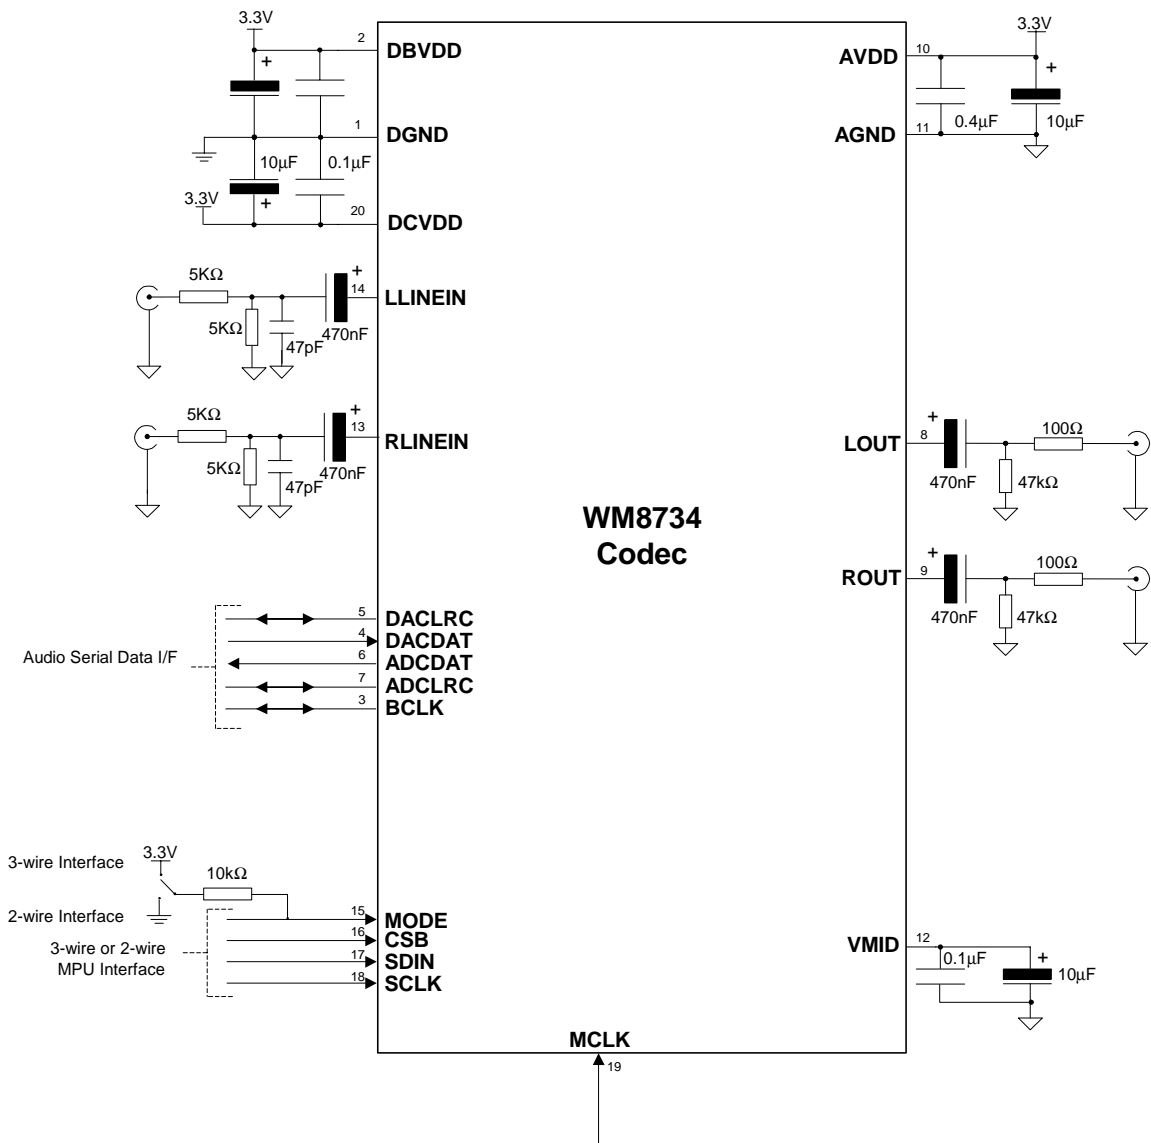 3.3V
2
DBVDD
+
1
DGND
10µF
0.1µF
3.3V
+
20
DCVDD
5KΩ
+
14
LLINEIN
5KΩ
47pF
470nF
5KΩ
+
13
RLINEIN
5KΩ
47pF
470nF
Audio Serial Data I/F
5
DACLRC
4
DACDAT
6
ADCDAT
7
ADCLRC
3
BCLK
3-wire Interface
3.3V
10kΩ
2-wire Interface
3-wire or 2-wire
MPU Interface
15
MODE
16
CSB
17
SDIN
18
SCLK
WM8734
Codec
MCLK
19
3.3V
10
AVDD
+
0.4µF
10µF
11
AGND
LOUT
8
+
470nF
100Ω
47kΩ
ROUT
9
+
470nF
100Ω
47kΩ
VMID
12
0.1µF
+
10µF